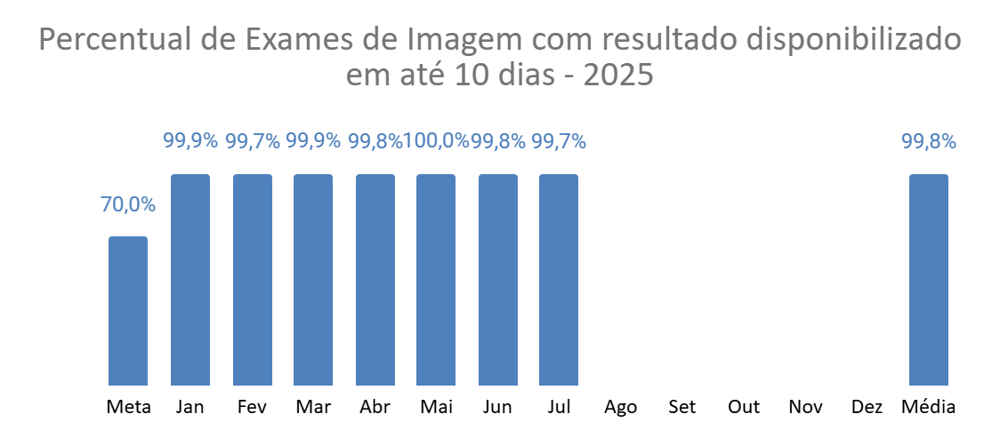 Percentual de Exames de Imagem com resultado disponibilizado
em até 10 dias - 2025
99,9% 99,7% 99,9% 99,8% 100,0% 99,8% 99,7% 99,8%
70,0%
Meta Jan Fev Mar Abr Mai Jun Jul Ago Set Out Nov Dez Média